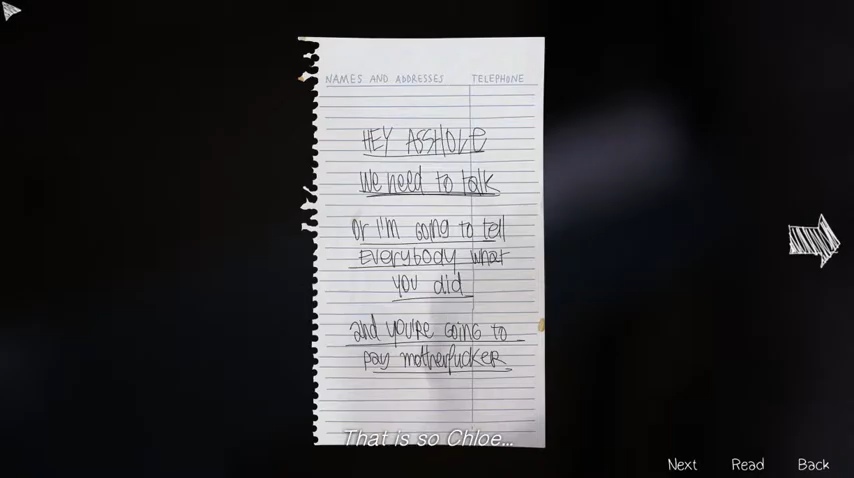 NAMES AND ADDRESSES TELEPHONE
HEY ASSHOLE
We need to talk
Or I'm going to tell
Everybody what
you did
and you're going to
pay motherfucker
That is so Chloe...
Next Read Back